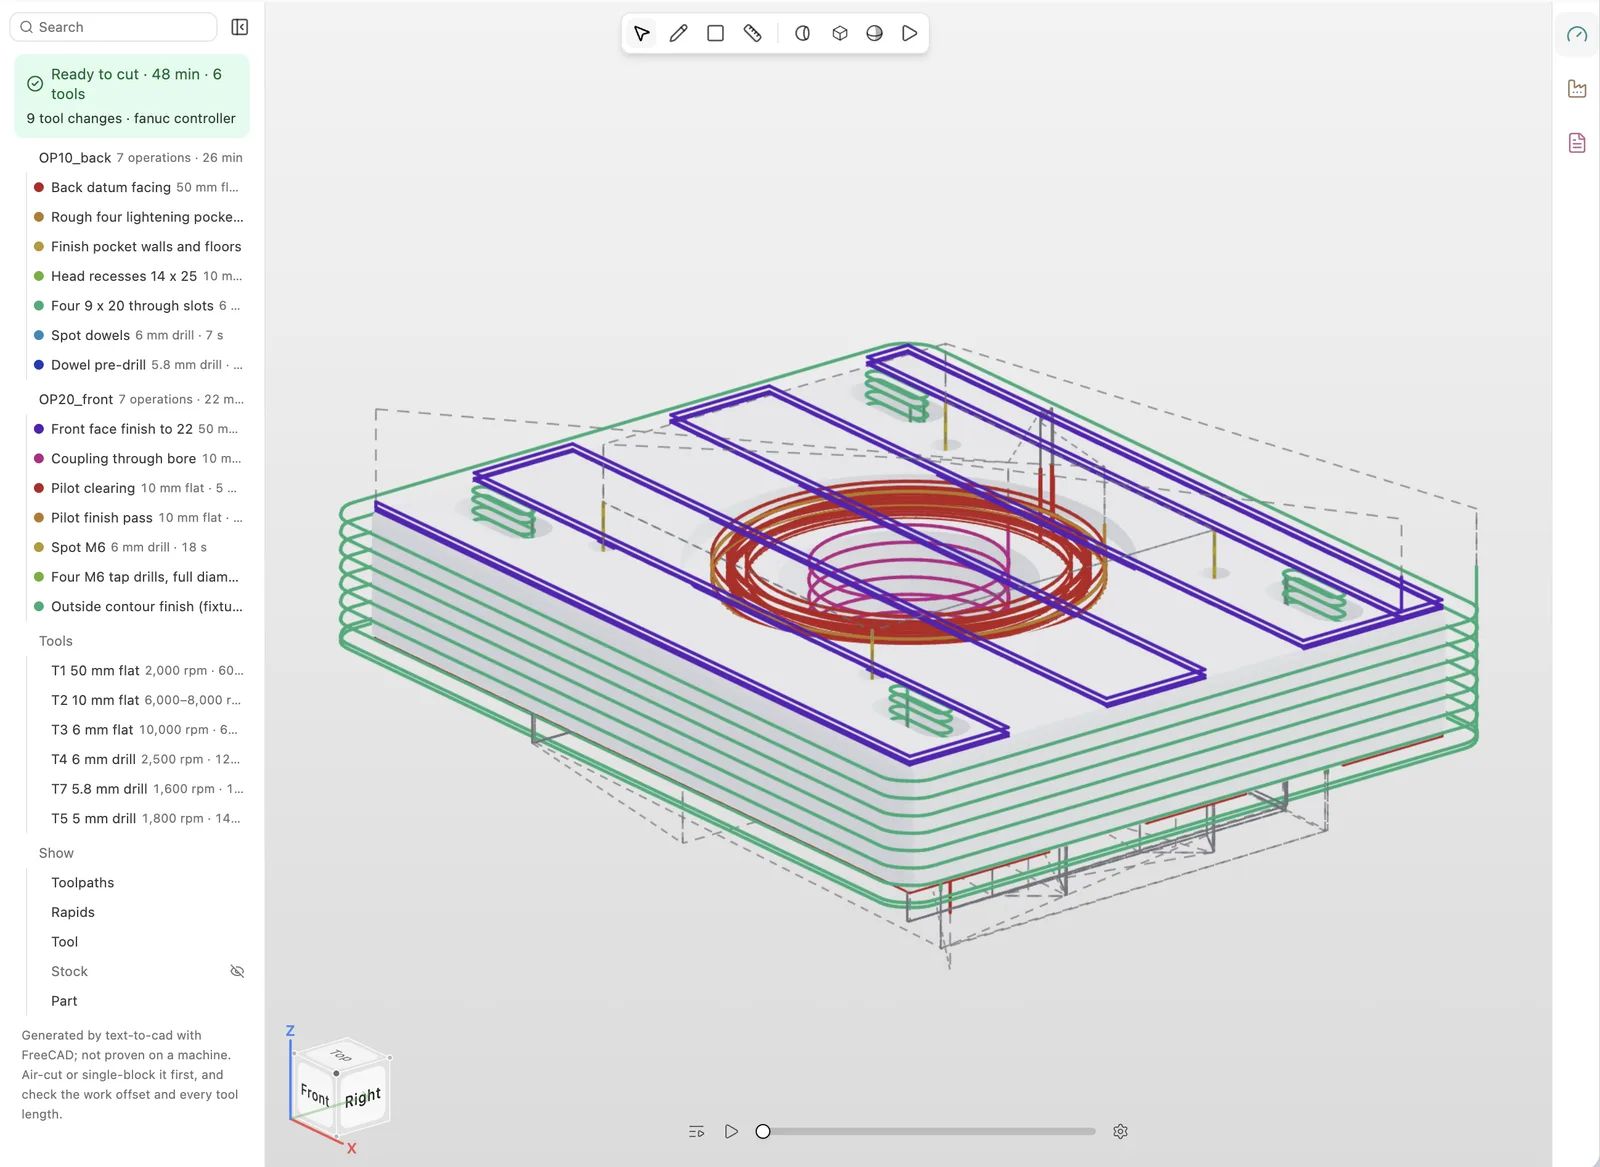 Search
Ready to cut · 48 min · 6
tools
9 tool changes · fanuc controller
OP10_back 7 operations · 26 min
Back datum facing 50 mm fl...
Rough four lightening pocke...
Finish pocket walls and floors
Head recesses 14 x 25 10 m...
Four 9 x 20 through slots 6 ...
Spot dowels 6 mm drill · 7 s
Dowel pre-drill 5.8 mm drill · ...
OP20_front 7 operations · 22 m...
Front face finish to 22 50 m...
Coupling through bore 10 m...
Pilot clearing 10 mm flat · 5 ...
Pilot finish pass 10 mm flat · ...
Spot M6 6 mm drill · 18 s
Four M6 tap drills, full diam...
Outside contour finish (fixtu...
Tools
T1 50 mm flat 2,000 rpm · 60...
T2 10 mm flat 6,000–8,000 r...
T3 6 mm flat 10,000 rpm · 6...
T4 6 mm drill 2,500 rpm · 12...
T7 5.8 mm drill 1,600 rpm · 1...
T5 5 mm drill 1,800 rpm · 14...
Show
Toolpaths
Rapids
Tool
Stock
Part
Generated by text-to-cad with
FreeCAD; not proven on a machine.
Air-cut or single-block it first, and
check the work offset and every tool
length.
Z
Top
Front
Right
X